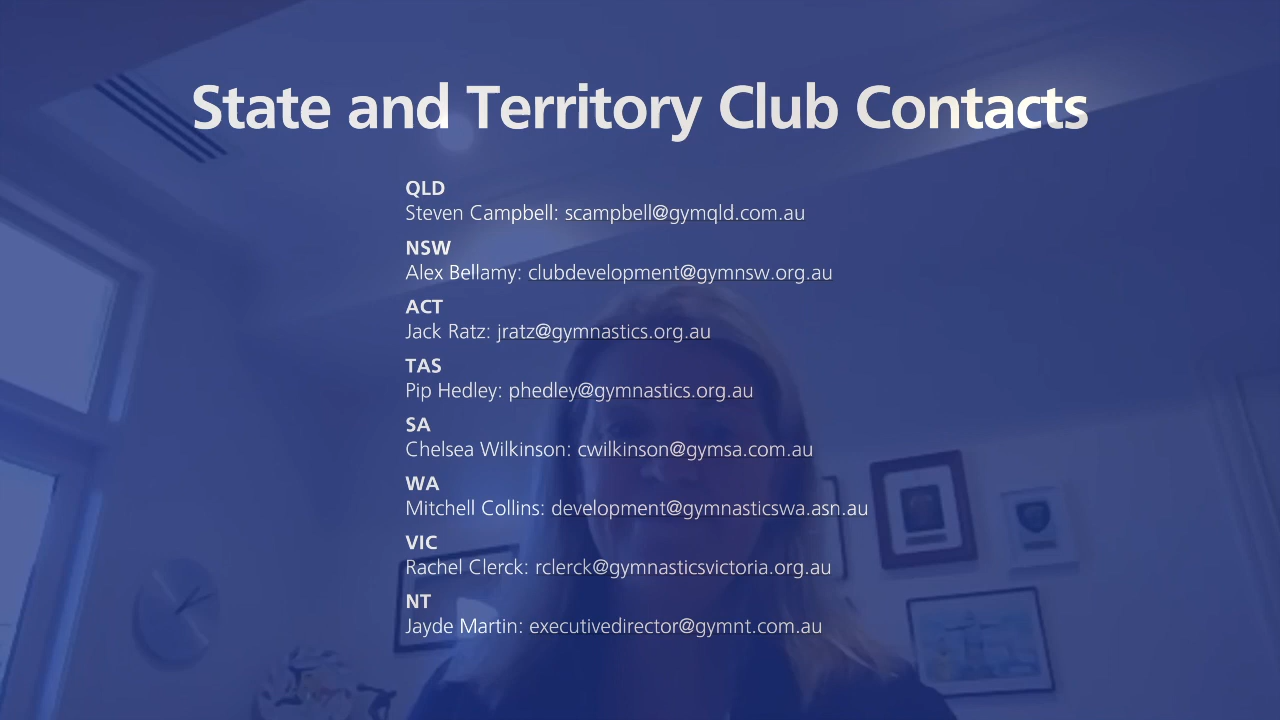 State and Territory Club Contacts
QLD
Steven Campbell: scampbell@gymqld.com.au
NSW
Alex Bellamy: clubdevelopment@gymnsw.org.au
ACT
Jack Ratz: jratz@gymnastics.org.au
TAS
Pip Hedley: phedley@gymnastics.org.au
SA
Chelsea Wilkinson: cwilkinson@gymsa.com.au
WA
Mitchell Collins: development@gymnasticswa.asn.au
VIC
Rachel Clerck: rclerck@gymnasticsvictoria.org.au
NT
Jayde Martin: executivedirector@gymnt.com.au